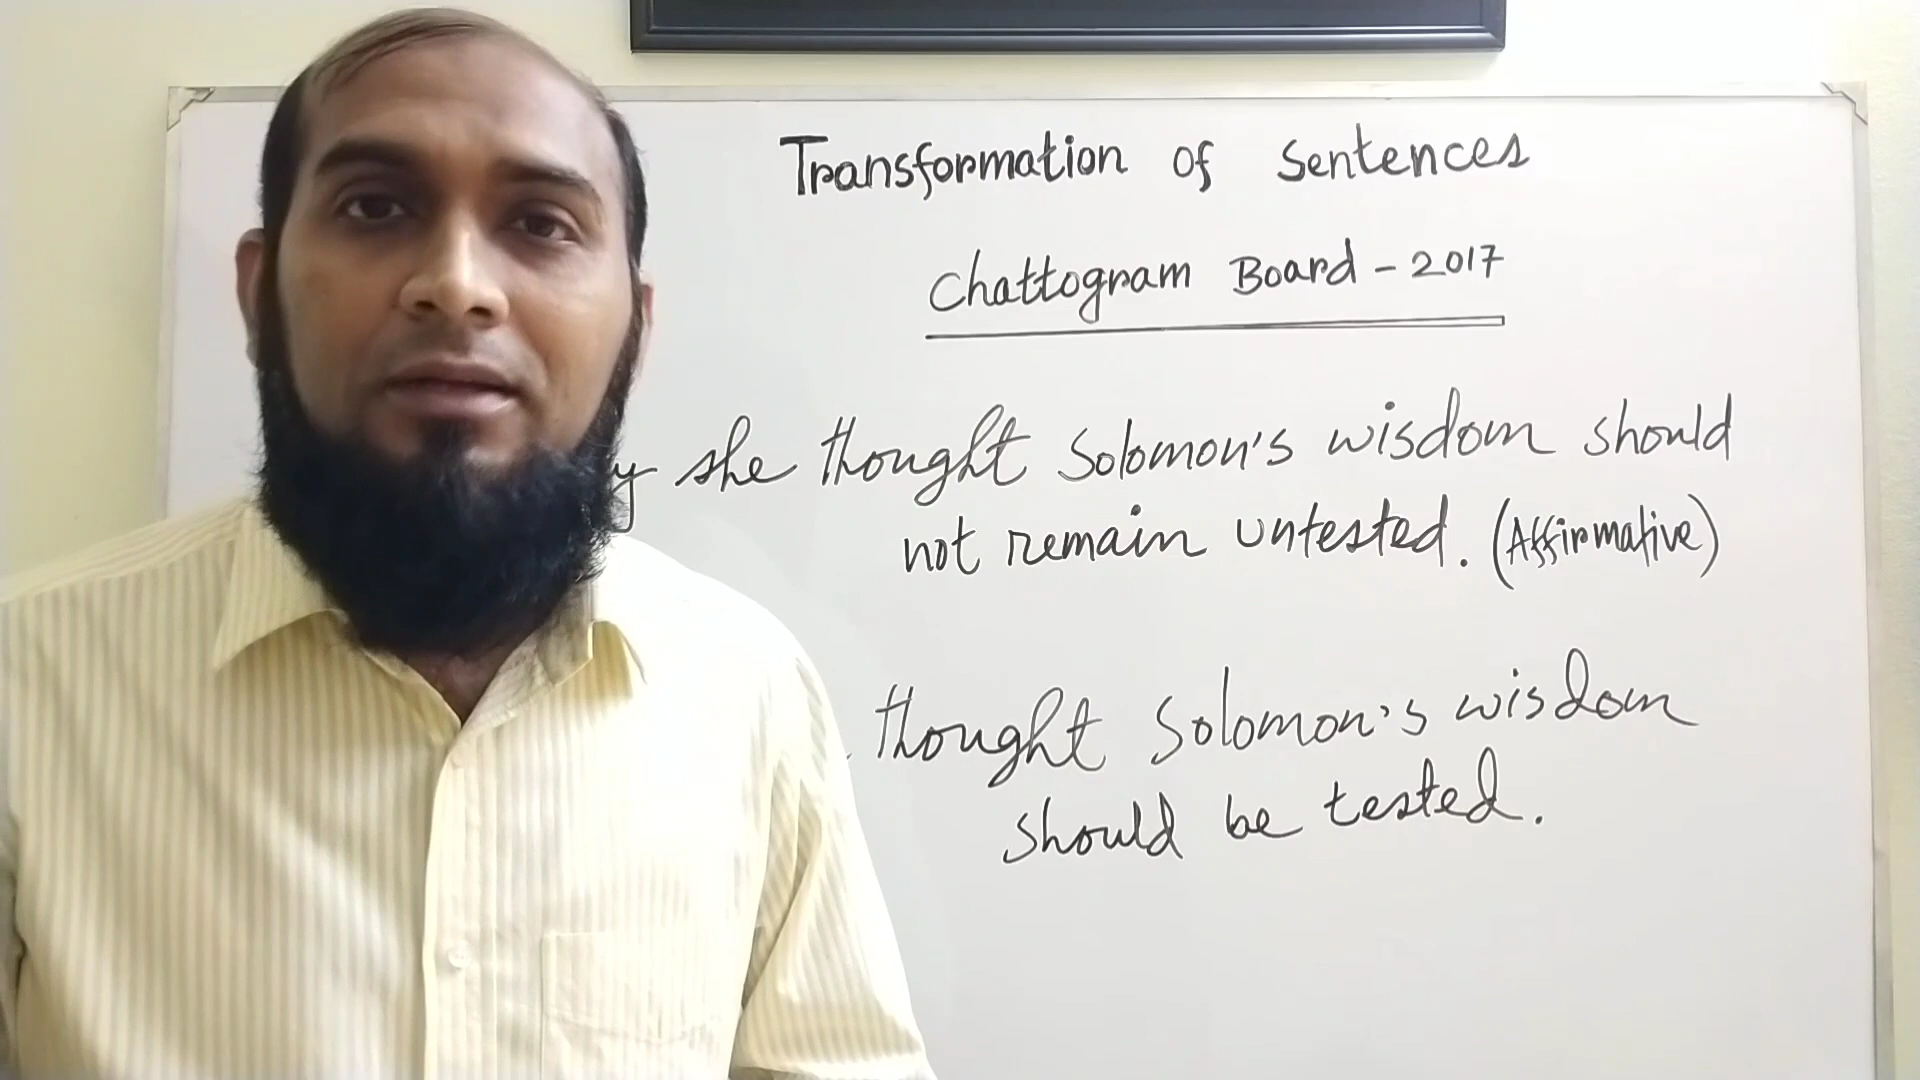 Transformation of Sentences
Chattogram Board - 2017
she thought Solomon's wisdom should
not remain untested. (Affirmative)
thought Solomon's wisdom
should be tested.